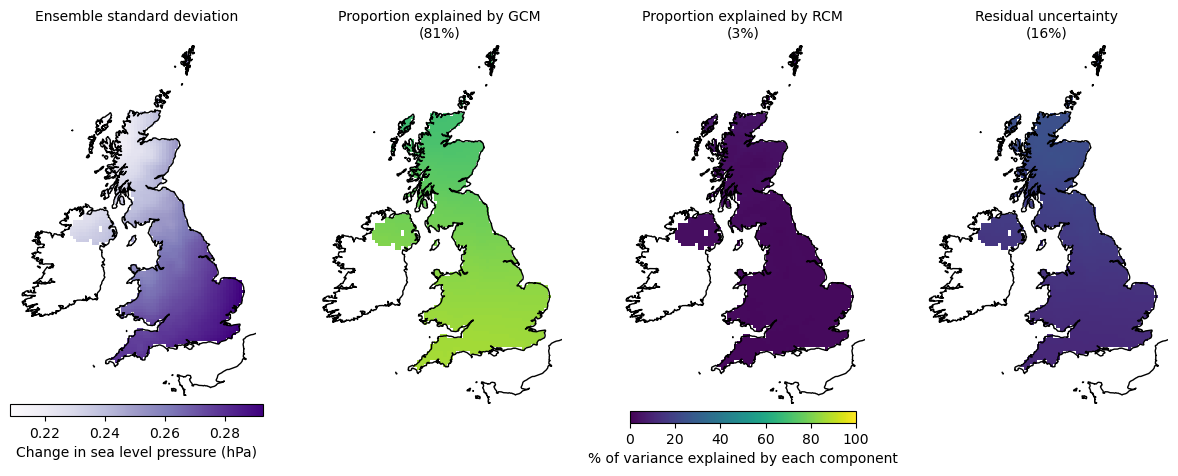 Ensemble standard deviation
Proportion explained by GCM
(81%)
Proportion explained by RCM
(3%)
Residual uncertainty
(16%)
0.22 0.24 0.26 0.28
Change in sea level pressure (hPa)
0 20 40 60 80 100
% of variance explained by each component